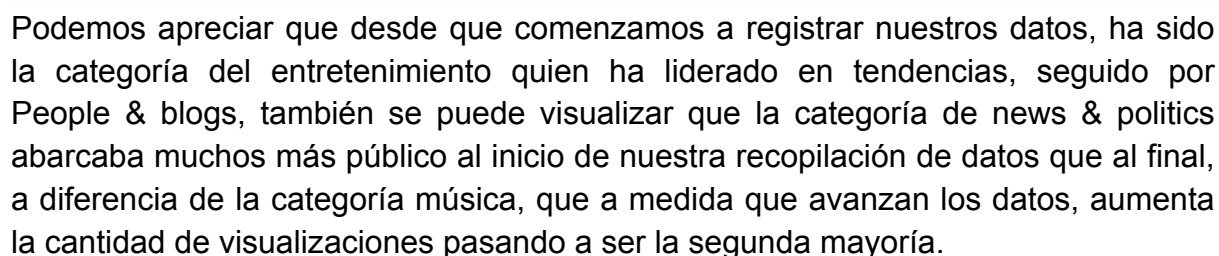 Podemos apreciar que desde que comenzamos a registrar nuestros datos, ha sido
la categoría del entretenimiento quien ha liderado en tendencias, seguido por
People & blogs, también se puede visualizar que la categoría de news & politics
abarcaba muchos más público al inicio de nuestra recopilación de datos que al final,
a diferencia de la categoría música, que a medida que avanzan los datos, aumenta
la cantidad de visualizaciones pasando a ser la segunda mayoría.